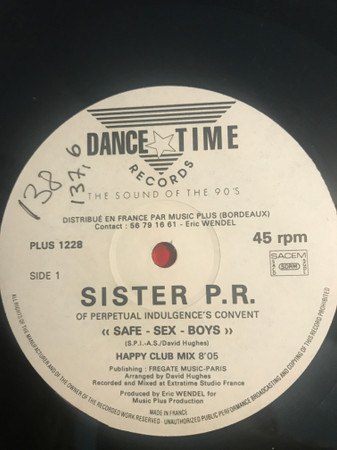 138
137,6
DANCE TIME
RECORDS
THE SOUND OF THE 90'S
DISTRIBUÉ EN FRANCE PAR MUSIC PLUS (BORDEAUX)
Contact : 56 79 16 61 - Eric WENDEL
PLUS 1228
45 rpm
SIDE 1
SACEM
SDRM
SACD
SGDL
SISTER P.R.
OF PERPETUAL INDULGENCE'S CONVENT
« SAFE - SEX - BOYS »
(S.P.I.-A.S./David Hughes)
HAPPY CLUB MIX 8'05
Publishing : FREGATE MUSIC-PARIS
Arranged by David Hughes
Recorded and Mixed at Extratime Studio France
Produced by Eric WENDEL for
Music Plus Production
MADE IN FRANCE
ALL RIGHTS OF THE MANUFACTURER AND OF THE OWNER OF THE RECORDED WORK RESERVED · UNAUTHORIZED PUBLIC PERFORMANCE BROADCASTING AND COPYING OF THIS RECORD PROHIBITED